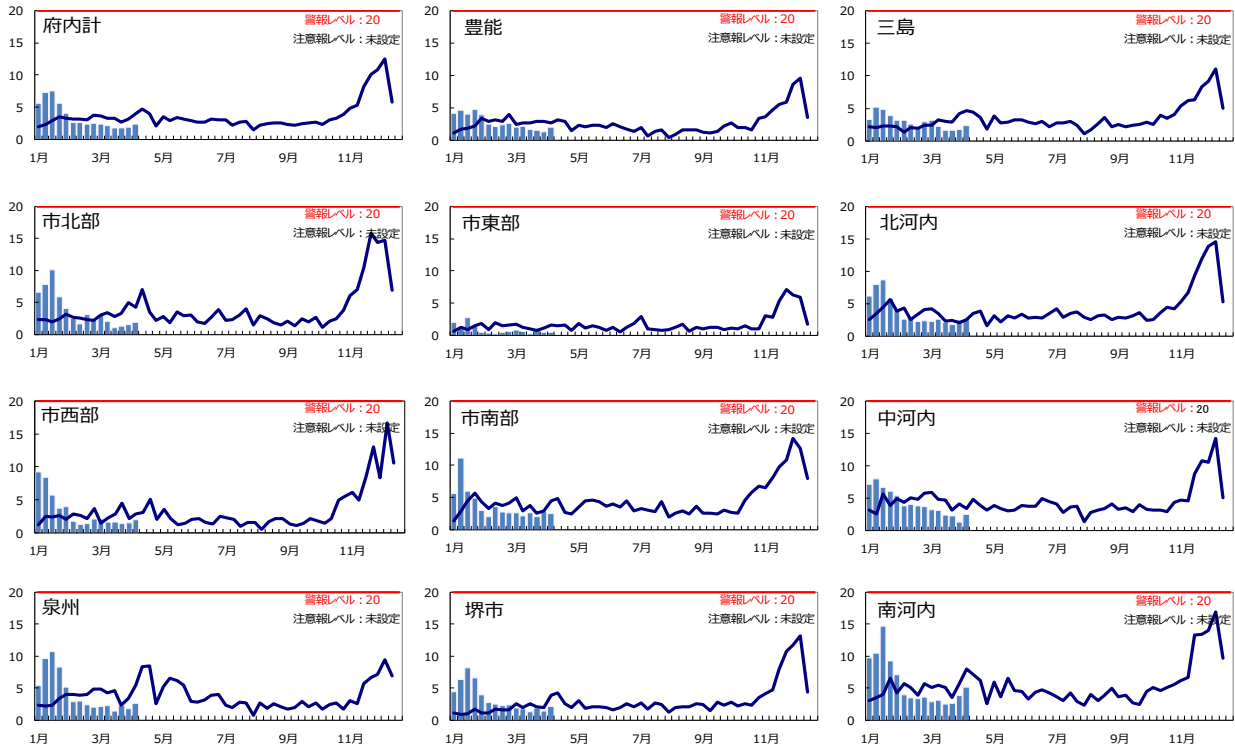 府内計
警報レベル：20
注意報レベル：未設定
20
15
10
5
0
1月 3月 5月 7月 9月 11月
豊能
警報レベル：20
注意報レベル：未設定
20
15
10
5
0
1月 3月 5月 7月 9月 11月
三島
警報レベル：20
注意報レベル：未設定
20
15
10
5
0
1月 3月 5月 7月 9月 11月
市北部
警報レベル：20
注意報レベル：未設定
20
15
10
5
0
1月 3月 5月 7月 9月 11月
市東部
警報レベル：20
注意報レベル：未設定
20
15
10
5
0
1月 3月 5月 7月 9月 11月
北河内
警報レベル：20
注意報レベル：未設定
20
15
10
5
0
1月 3月 5月 7月 9月 11月
市西部
警報レベル：20
注意報レベル：未設定
20
15
10
5
0
1月 3月 5月 7月 9月 11月
市南部
警報レベル：20
注意報レベル：未設定
20
15
10
5
0
1月 3月 5月 7月 9月 11月
中河内
警報レベル：20
注意報レベル：未設定
20
15
10
5
0
1月 3月 5月 7月 9月 11月
泉州
警報レベル：20
注意報レベル：未設定
20
15
10
5
0
1月 3月 5月 7月 9月 11月
堺市
警報レベル：20
注意報レベル：未設定
20
15
10
5
0
1月 3月 5月 7月 9月 11月
南河内
警報レベル：20
注意報レベル：未設定
20
15
10
5
0
1月 3月 5月 7月 9月 11月